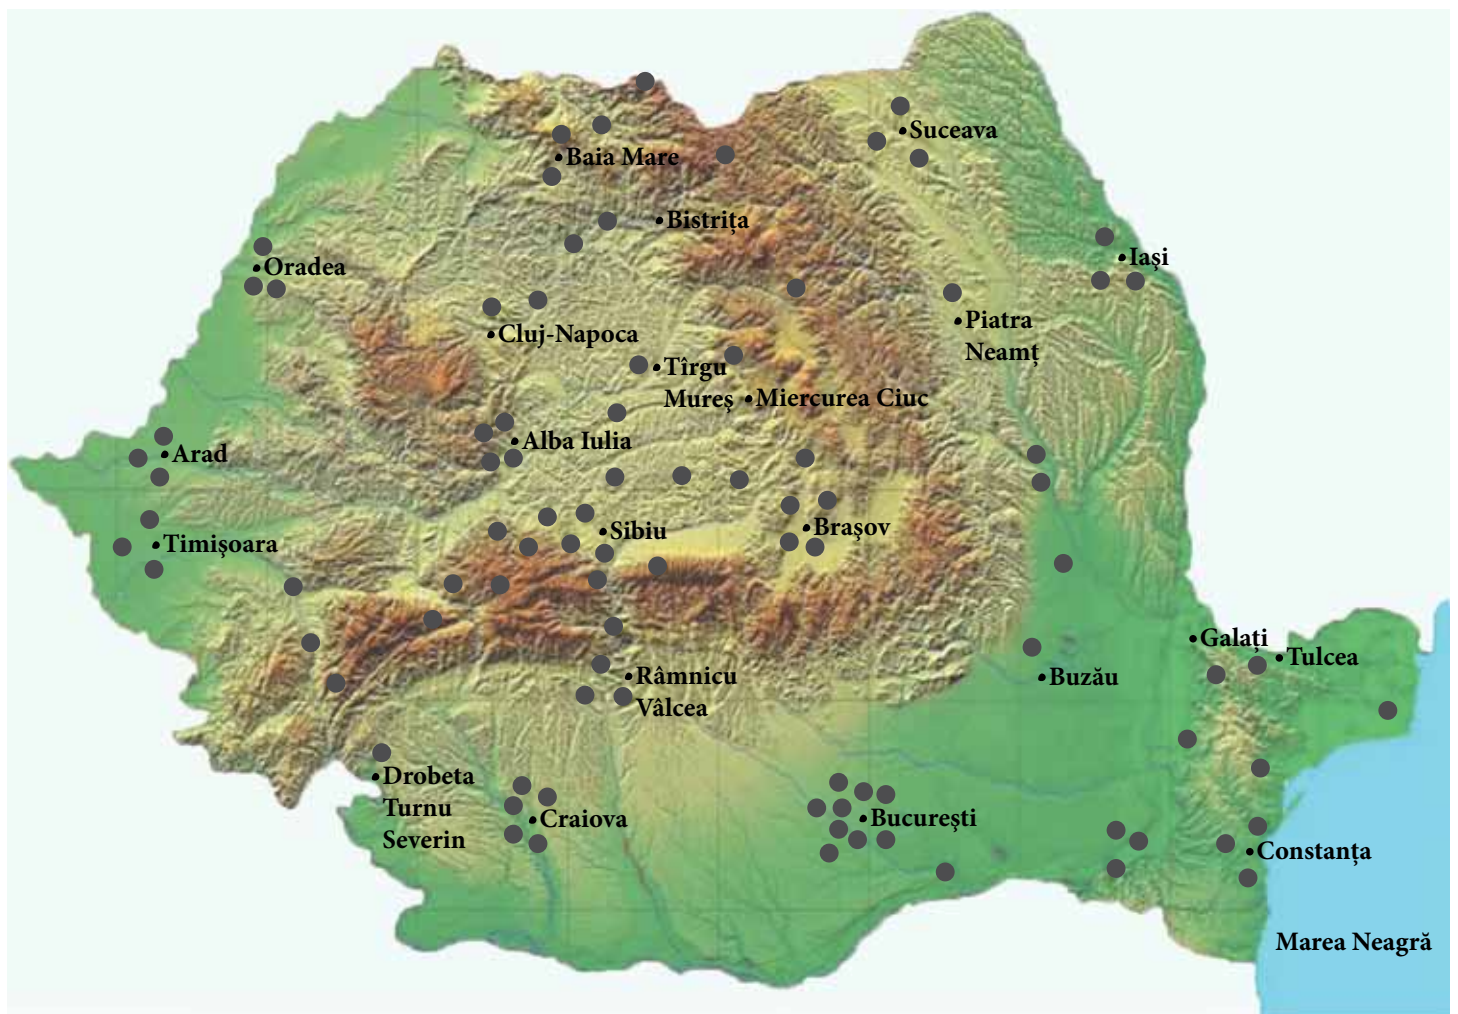 Suceava
Baia Mare
Bistrița
Iași
Oradea
Piatra
Neamț
Cluj-Napoca
Tîrgu
Mureș
Miercurea Ciuc
Alba Iulia
Arad
Brașov
Sibiu
Timișoara
Galați
Tulcea
Râmnicu
Vâlcea
Buzău
Drobeta
Turnu
Severin
Craiova
București
Constanța
Marea Neagră